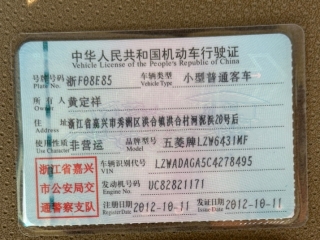 中华人民共和国机动车行驶证
Vehicle License of the People's Republic of China
号牌号码 浙FF08E85 车辆类型 小型普通客车
Plate No. Vehicle Type
所有人 黄定祥
Owner
住址 浙江省嘉兴市秀洲区洪合镇洪合村 20号后
Address
使用性质 非营运 品牌型号 五菱牌LZW6431MF
Use Character Model
浙江省嘉兴
市公安局交
通警察支队
车辆识别代号 LZWADAGA5C4278495
VIN
发动机号码 UC82821171
Engine No.
注册日期 2012-10-11 发证日期 2012-10-11
Register Date Issue Date